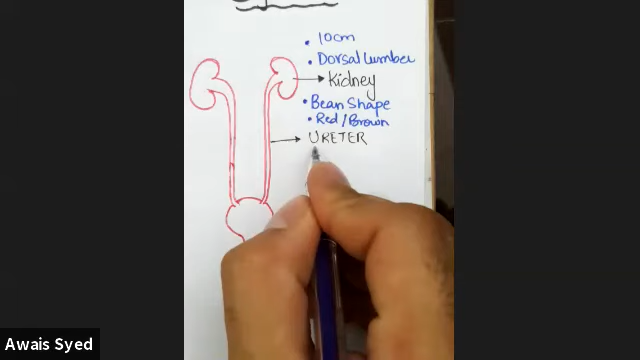 • 10cm
• Dorsal Lumber
Kidney
• Bean Shape
• Red/Brown
URETER
Awais Syed